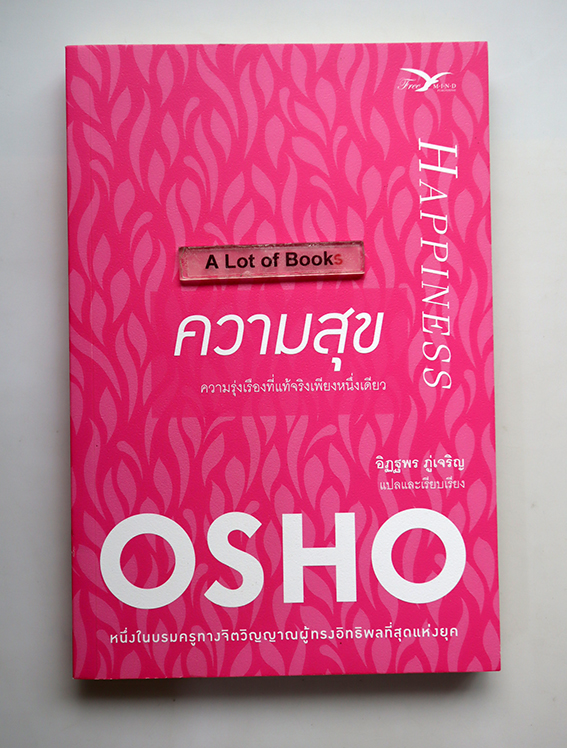 Free MIND
HAPPINESS
A Lot of Books
ความสุข
ความรุ่งเรืองที่แท้จริงเพียงหนึ่งเดียว
อิฏฐพร ภู่เจริญ
แปลและเรียบเรียง
OSHO
หนึ่งในบรมครูทางจิตวิญญาณผู้ทรงอิทธิพลที่สุดแห่งยุค